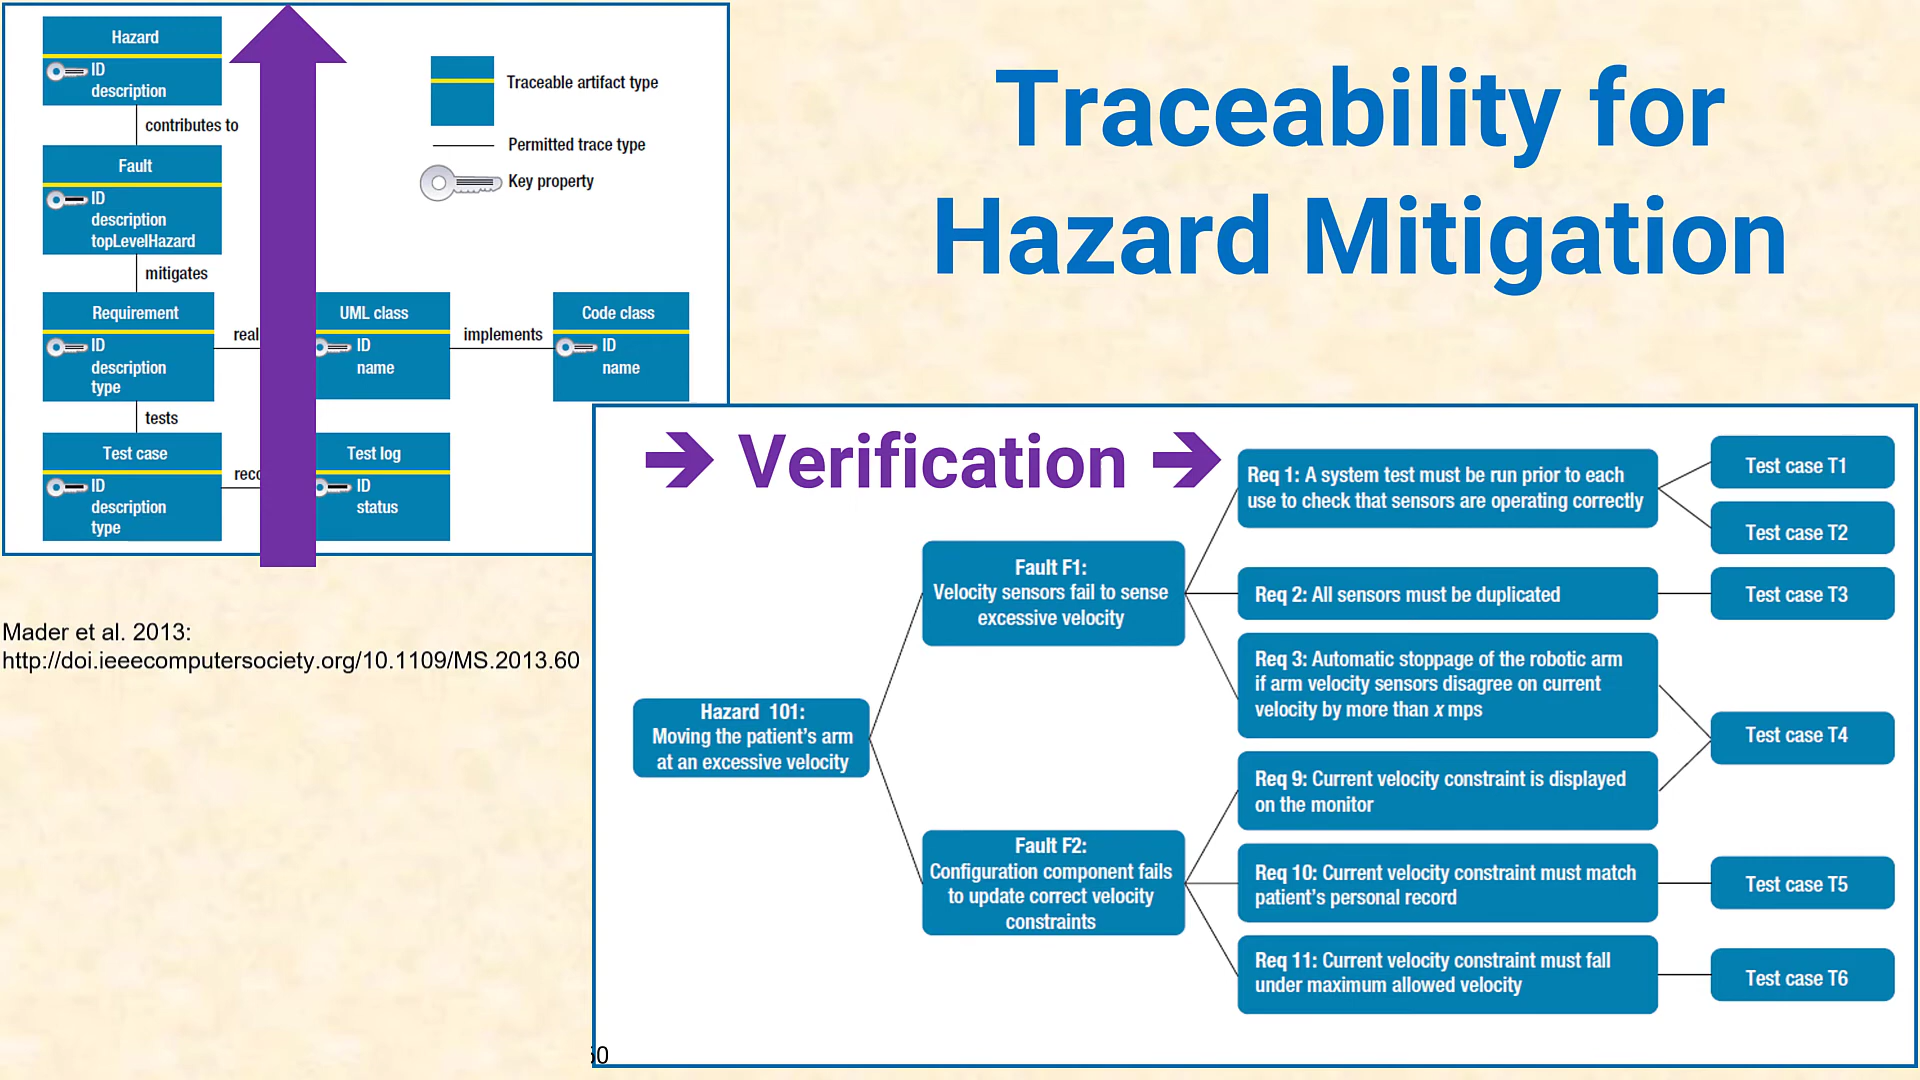 Traceability for
Hazard Mitigation
Hazard
ID
description
contributes to
Fault
ID
description
topLevelHazard
mitigates
Requirement
ID
description
type
tests
Test case
ID
description
type
real
UML class
ID
name
implements
Code class
ID
name
Test log
ID
status
Traceable artifact type
Permitted trace type
Key property
Mader et al. 2013:
http://doi.ieeecomputersociety.org/10.1109/MS.2013.60
→ Verification →
Hazard 101:
Moving the patient's arm
at an excessive velocity
Fault F1:
Velocity sensors fail to sense
excessive velocity
Fault F2:
Configuration component fails
to update correct velocity
constraints
Req 1: A system test must be run prior to each
use to check that sensors are operating correctly
Req 2: All sensors must be duplicated
Req 3: Automatic stoppage of the robotic arm
if arm velocity sensors disagree on current
velocity by more than x mps
Req 9: Current velocity constraint is displayed
on the monitor
Req 10: Current velocity constraint must match
patient's personal record
Req 11: Current velocity constraint must fall
under maximum allowed velocity
Test case T1
Test case T2
Test case T3
Test case T4
Test case T5
Test case T6